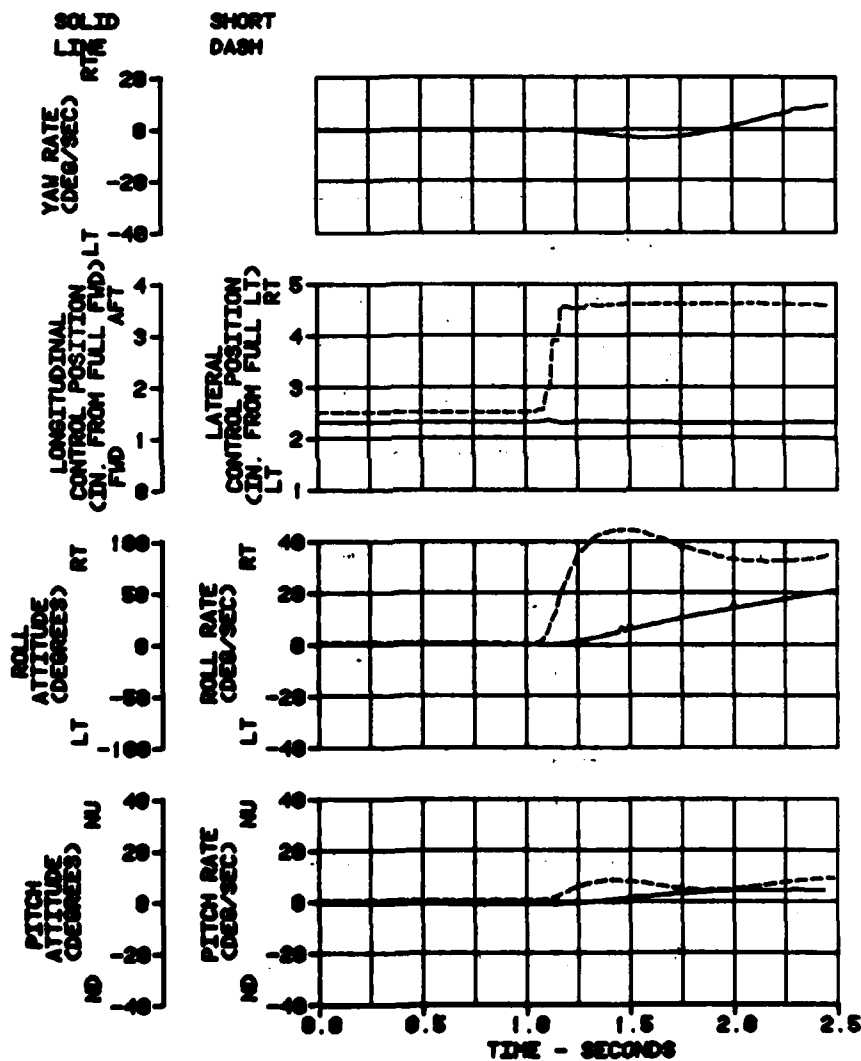 SOLID SHORT
LINE DASH
YAW RATE
(DEG/SEC)
RT
LT
20
0
-20
-40
LONGITUDINAL
CONTROL POSITION
(IN. FROM FULL FWD)
FWD AFT
4
3
2
1
0
LATERAL
CONTROL POSITION
(IN. FROM FULL LT)
LT RT
5
4
3
2
1
ROLL
ATTITUDE
(DEGREES)
LT RT
100
50
0
-50
-100
ROLL RATE
(DEG/SEC)
LT RT
40
20
0
-20
-40
PITCH
ATTITUDE
(DEGREES)
ND NU
40
20
0
-20
-40
PITCH RATE
(DEG/SEC)
ND NU
40
20
0
-20
-40
0.0 0.5 1.0 1.5 2.0 2.5
TIME - SECONDS